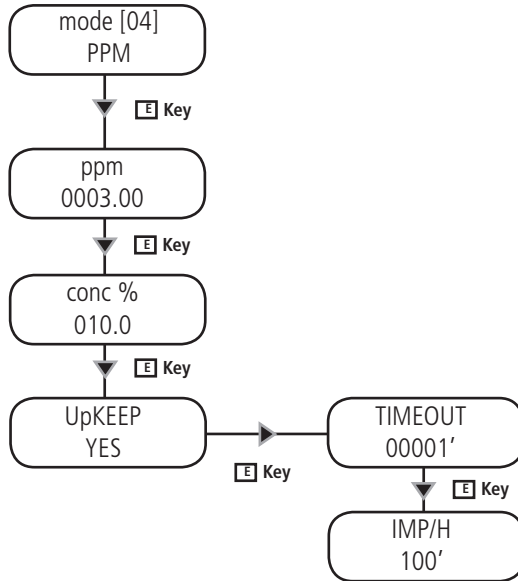 mode [04]
PPM
E Key
ppm
0003.00
E Key
conc %
010.0
E Key
UpKEEP
YES
E Key
TIMEOUT
00001’
E Key
IMP/H
100’